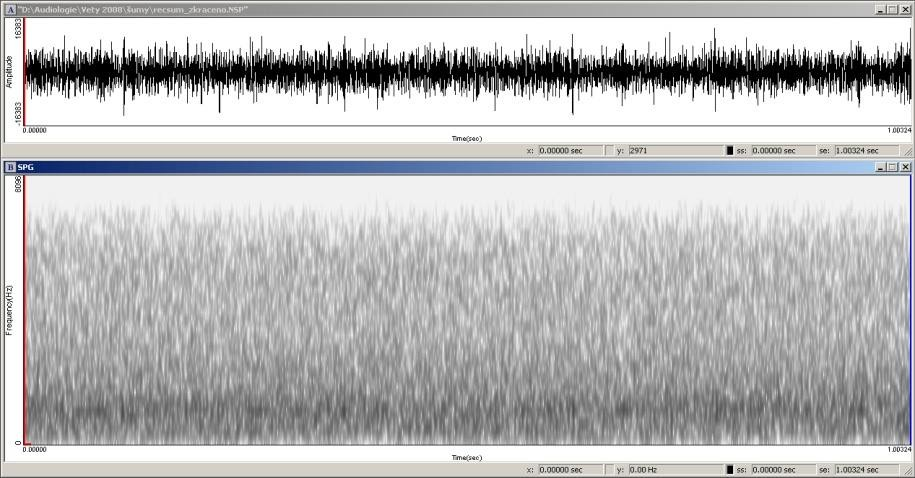 A "D:\Audiologie\Vety 2008\šumy\recsum_zkraceno.NSP"
16383
Amplitude
-16383
0.00000 1.00324
Time(sec)
x: 0.00000 sec y: 2971 ss: 0.00000 sec se: 1.00324 sec
B SPG
8096
Frequency(Hz)
0
0.00000 1.00324
Time(sec)
x: 0.00000 sec y: 0.00 Hz ss: 0.00000 sec se: 1.00324 sec